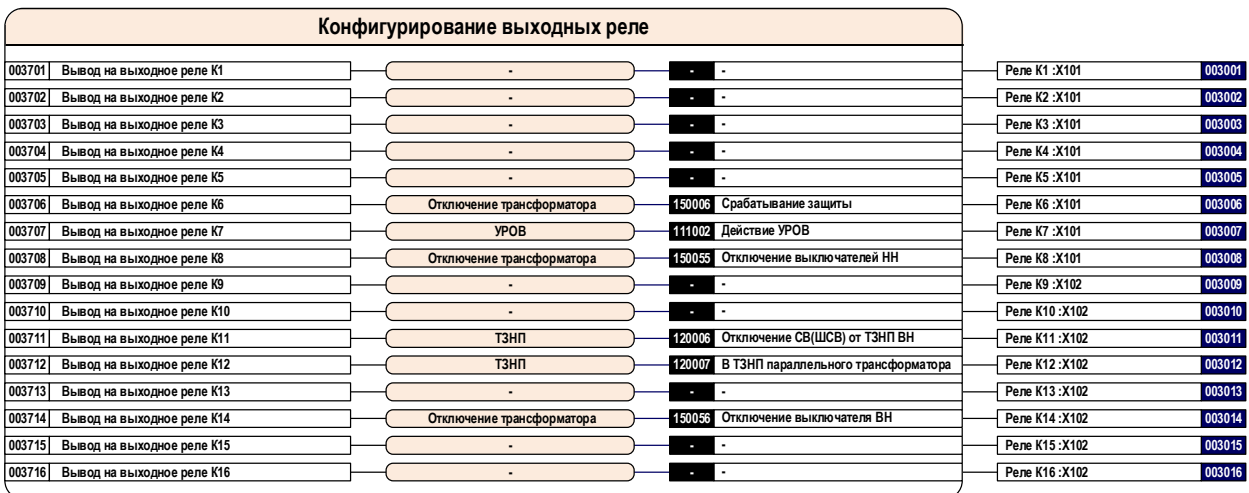 Конфигурирование выходных реле
003701 Вывод на выходное реле К1 - - - Реле К1 :X101 003001
003702 Вывод на выходное реле К2 - - - Реле К2 :X101 003002
003703 Вывод на выходное реле К3 - - - Реле К3 :X101 003003
003704 Вывод на выходное реле К4 - - - Реле К4 :X101 003004
003705 Вывод на выходное реле К5 - - - Реле К5 :X101 003005
003706 Вывод на выходное реле К6 Отключение трансформатора 150006 Срабатывание защиты Реле К6 :X101 003006
003707 Вывод на выходное реле К7 УРОВ 111002 Действие УРОВ Реле К7 :X101 003007
003708 Вывод на выходное реле К8 Отключение трансформатора 150055 Отключение выключателей НН Реле К8 :X101 003008
003709 Вывод на выходное реле К9 - - - Реле К9 :X102 003009
003710 Вывод на выходное реле К10 - - - Реле К10 :X102 003010
003711 Вывод на выходное реле К11 ТЗНП 120006 Отключение СВ(ШСВ) от ТЗНП ВН Реле К11 :X102 003011
003712 Вывод на выходное реле К12 ТЗНП 120007 В ТЗНП параллельного трансформатора Реле К12 :X102 003012
003713 Вывод на выходное реле К13 - - - Реле К13 :X102 003013
003714 Вывод на выходное реле К14 Отключение трансформатора 150056 Отключение выключателя ВН Реле К14 :X102 003014
003715 Вывод на выходное реле К15 - - - Реле К15 :X102 003015
003716 Вывод на выходное реле К16 - - - Реле К16 :X102 003016